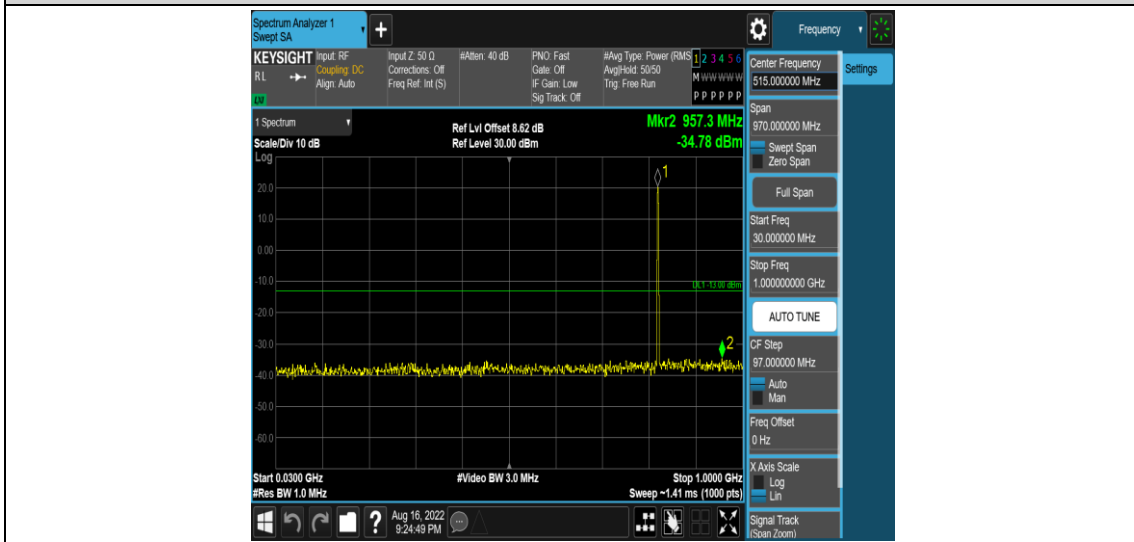 Spectrum Analyzer 1
Swept SA
Frequency
KEYSIGHT
RL
LXI
Input: RF
Coupling: DC
Align: Auto
Input Z: 50 Ω
Corrections: Off
Freq Ref: Int (S)
#Atten: 40 dB
PNO: Fast
Gate: Off
IF Gain: Low
Sig Track: Off
#Avg Type: Power (RMS
Avg|Hold: 50/50
Trig: Free Run
1 2 3 4 5 6
M W W W W W
P P P P P P
Center Frequency
515.000000 MHz
Settings
Span
970.000000 MHz
Swept Span
Zero Span
Full Span
Start Freq
30.000000 MHz
Stop Freq
1.000000000 GHz
AUTO TUNE
CF Step
97.000000 MHz
Auto
Man
Freq Offset
0 Hz
X Axis Scale
Log
Lin
Signal Track
(Span Zoom)
1 Spectrum
Scale/Div 10 dB
Log
Ref Lvl Offset 8.62 dB
Ref Level 30.00 dBm
Mkr2 957.3 MHz
-34.78 dBm
1
20.0
10.0
0.00
-10.0
DL1 -13.00 dBm
-20.0
-30.0
2
-40.0
-50.0
-60.0
Start 0.0300 GHz
#Res BW 1.0 MHz
#Video BW 3.0 MHz
Stop 1.0000 GHz
Sweep ~1.41 ms (1000 pts)
?
Aug 16, 2022
9:24:49 PM